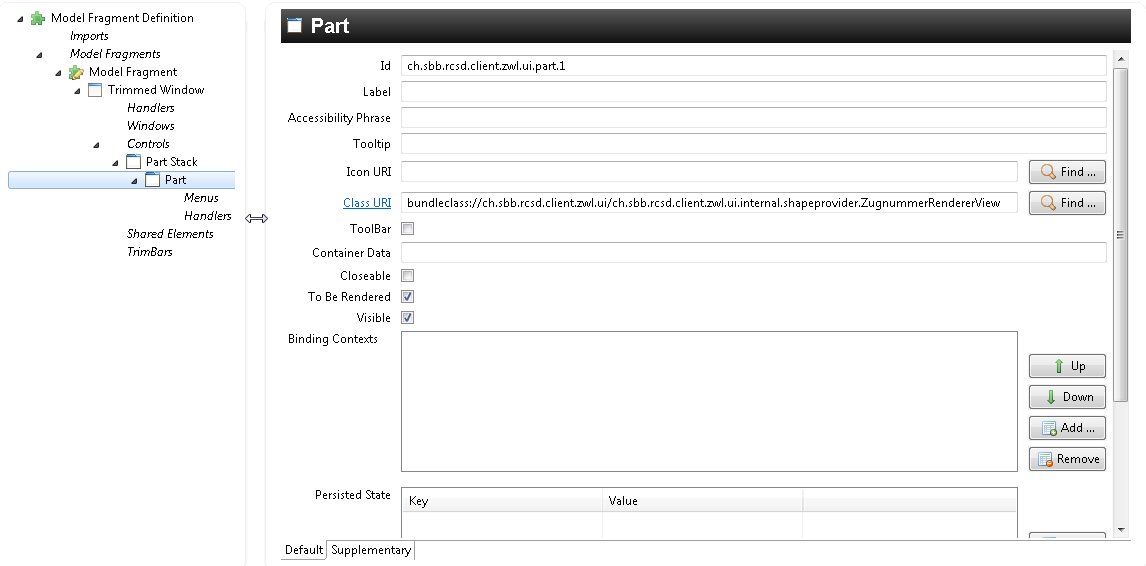 Model Fragment Definition
Imports
Model Fragments
Model Fragment
Trimmed Window
Handlers
Windows
Controls
Part Stack
Part
Menus
Handlers
Shared Elements
TrimBars
Part
Id ch.sbb.rcsd.client.zwl.ui.part.1
Label
Accessibility Phrase
Tooltip
Icon URI Find ...
Class URI bundleclass://ch.sbb.rcsd.client.zwl.ui/ch.sbb.rcsd.client.zwl.ui.internal.shapeprovider.ZugnummerRendererView Find ...
ToolBar
Container Data
Closeable
To Be Rendered
Visible
Binding Contexts
Up
Down
Add ...
Remove
Persisted State Key Value
Default Supplementary